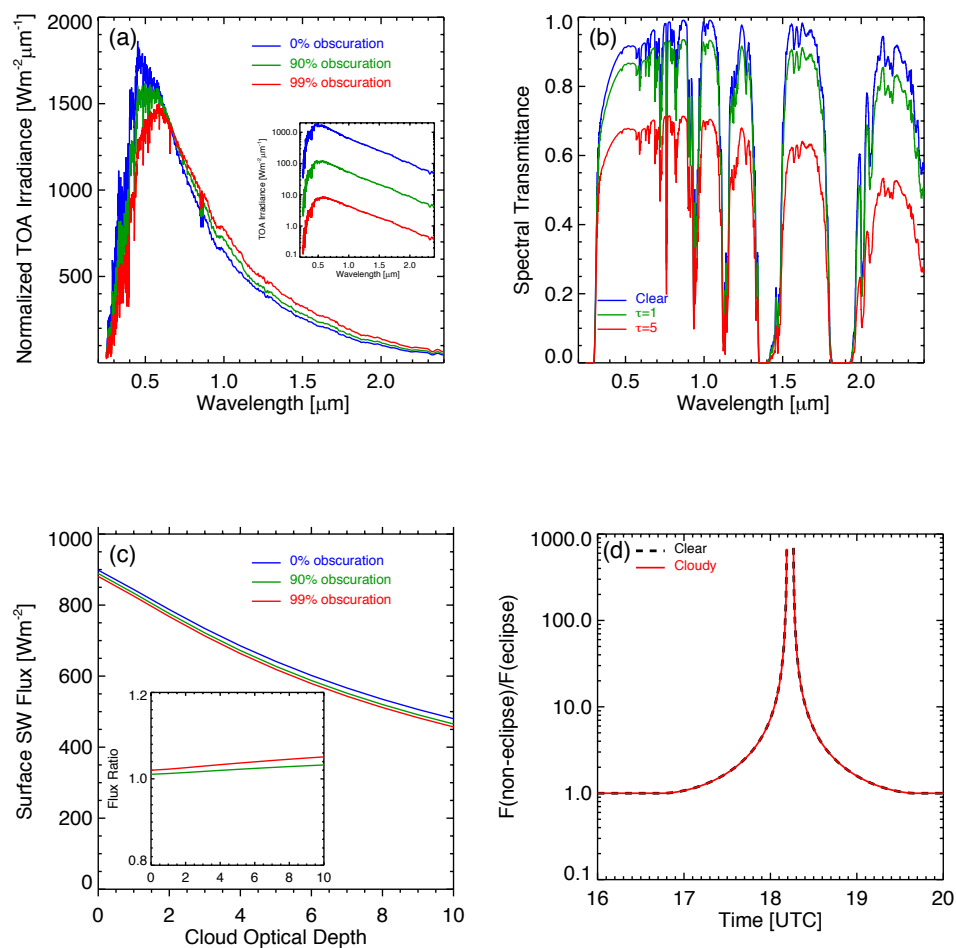 (a)
0% obscuration
90% obscuration
99% obscuration
Normalized TOA Irradiance [Wm⁻²μm⁻¹]
2000
1500
1000
500
0.5 1.0 1.5 2.0
Wavelength [μm]
TOA Irradiance [Wm⁻²μm⁻¹]
1000.0
100.0
10.0
1.0
0.1
0.5 1.0 1.5 2.0
Wavelength [μm]
(b)
Spectral Transmittance
1.0
0.8
0.6
0.4
0.2
0.0
Clear
τ=1
τ=5
0.5 1.0 1.5 2.0
Wavelength [μm]
(c)
0% obscuration
90% obscuration
99% obscuration
Surface SW Flux [Wm⁻²]
1000
900
800
600
450
300
150
0
0 2 4 6 8 10
Cloud Optical Depth
Flux Ratio
1.2
1.0
0.8
0 2 4 6 8 10
(d)
Clear
Cloudy
F(non-eclipse)/F(eclipse)
1000.0
100.0
10.0
1.0
0.1
16 17 18 19 20
Time [UTC]